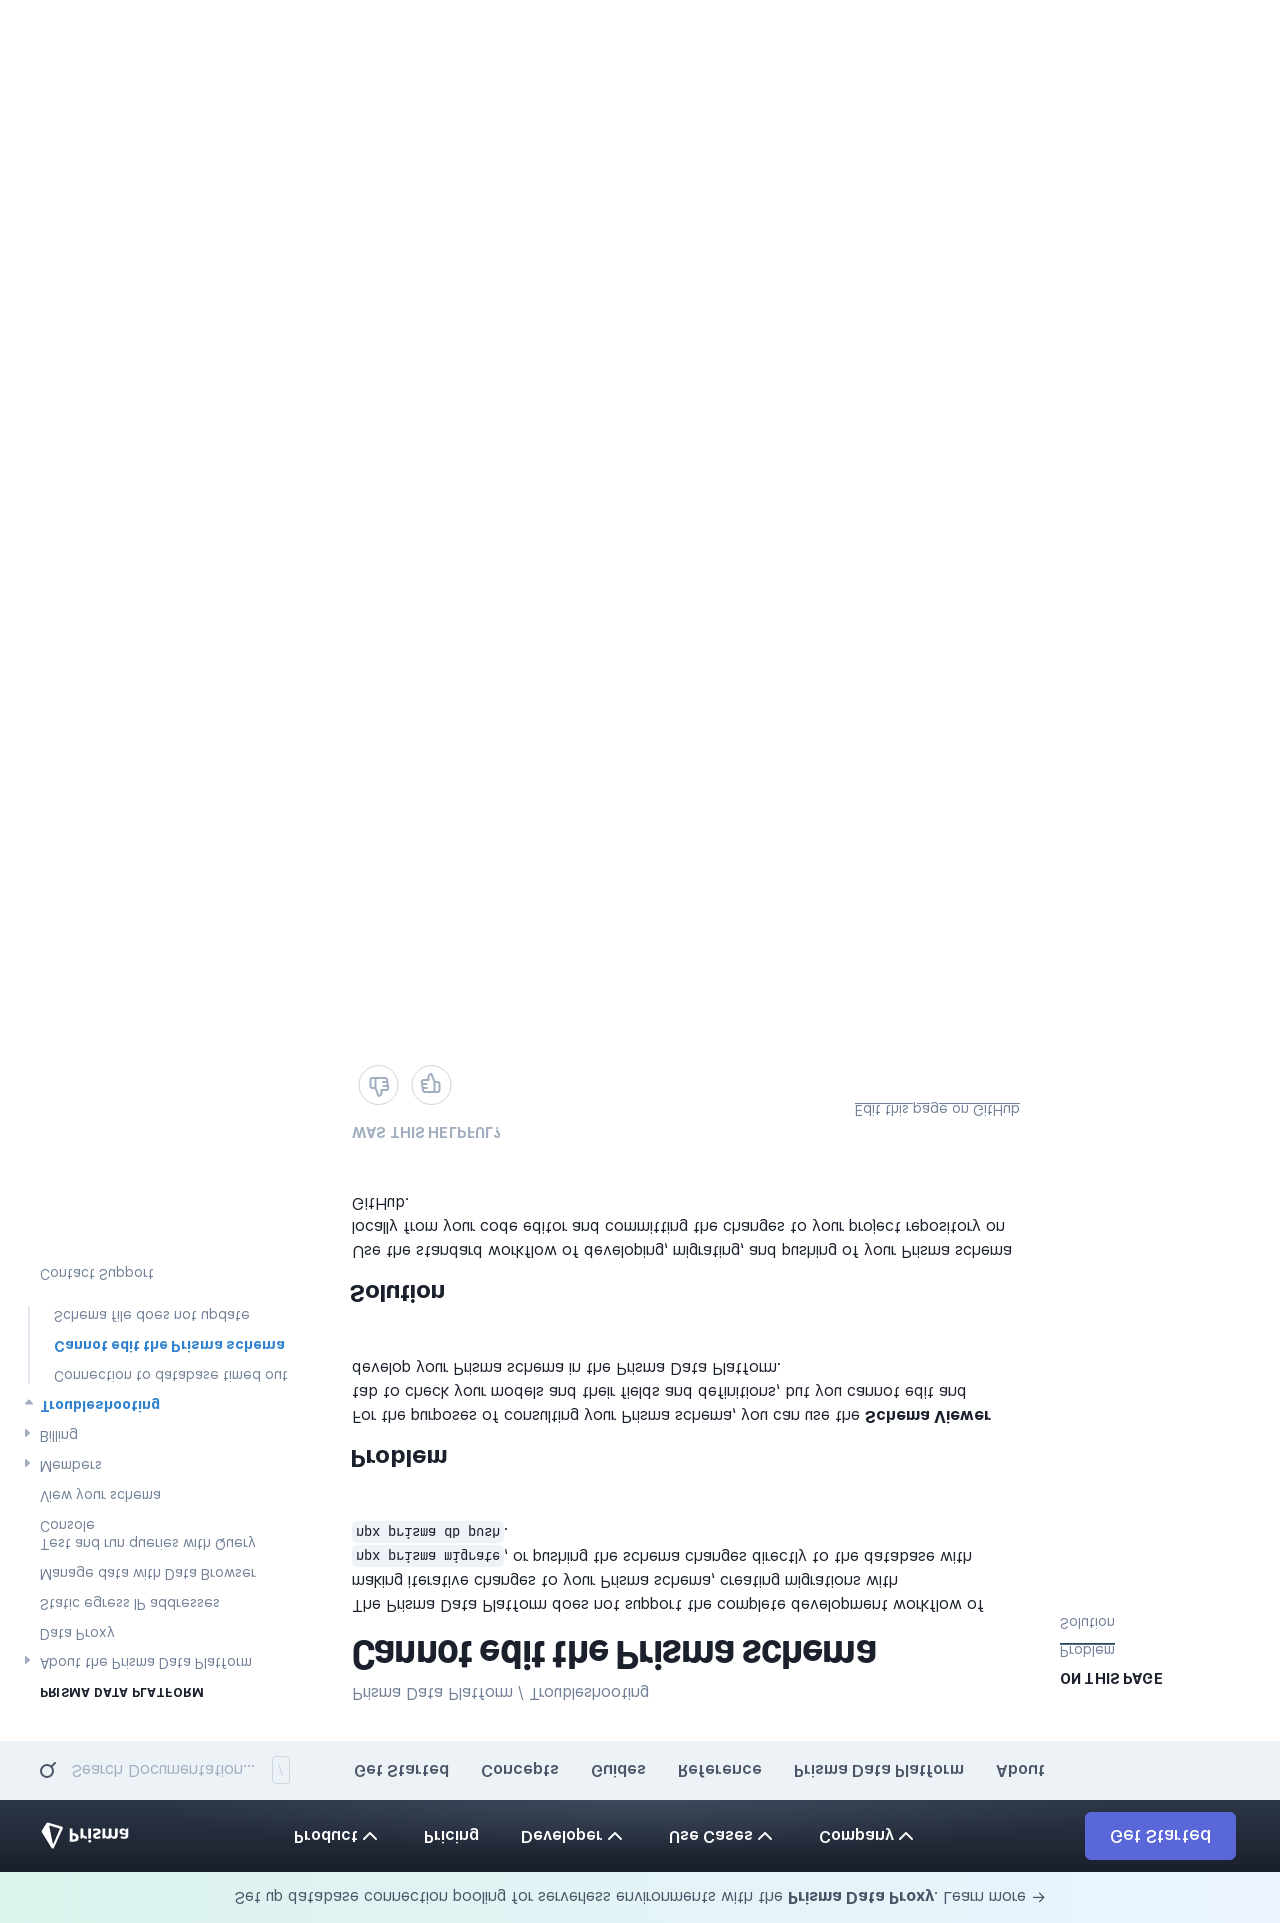 Set up database connection pooling for serverless environments with the Prisma Data Proxy. Learn more →
Prisma
Product
Pricing
Developer
Use Cases
Company
Get Started
Search Documentation...
/
Get Started
Concepts
Guides
Reference
Prisma Data Platform
About
PRISMA DATA PLATFORM
About the Prisma Data Platform
Data Proxy
Static egress IP addresses
Manage data with Data Browser
Test and run queries with Query
Console
View your schema
Members
Billing
Troubleshooting
Connection to database timed out
Cannot edit the Prisma schema
Schema file does not update
Contact Support
Prisma Data Platform / Troubleshooting
Cannot edit the Prisma schema
The Prisma Data Platform does not support the complete development workflow of
making iterative changes to your Prisma schema, creating migrations with
npx prisma migrate, or pushing the schema changes directly to the database with
npx prisma db push.
Problem
For the purposes of consulting your Prisma schema, you can use the Schema Viewer
tab to check your models and their fields and definitions, but you cannot edit and
develop your Prisma schema in the Prisma Data Platform.
Solution
Use the standard workflow of developing, migrating, and pushing of your Prisma schema
locally from your code editor and committing the changes to your project repository on
GitHub.
WAS THIS HELPFUL?
Edit this page on GitHub
ON THIS PAGE
Problem
Solution